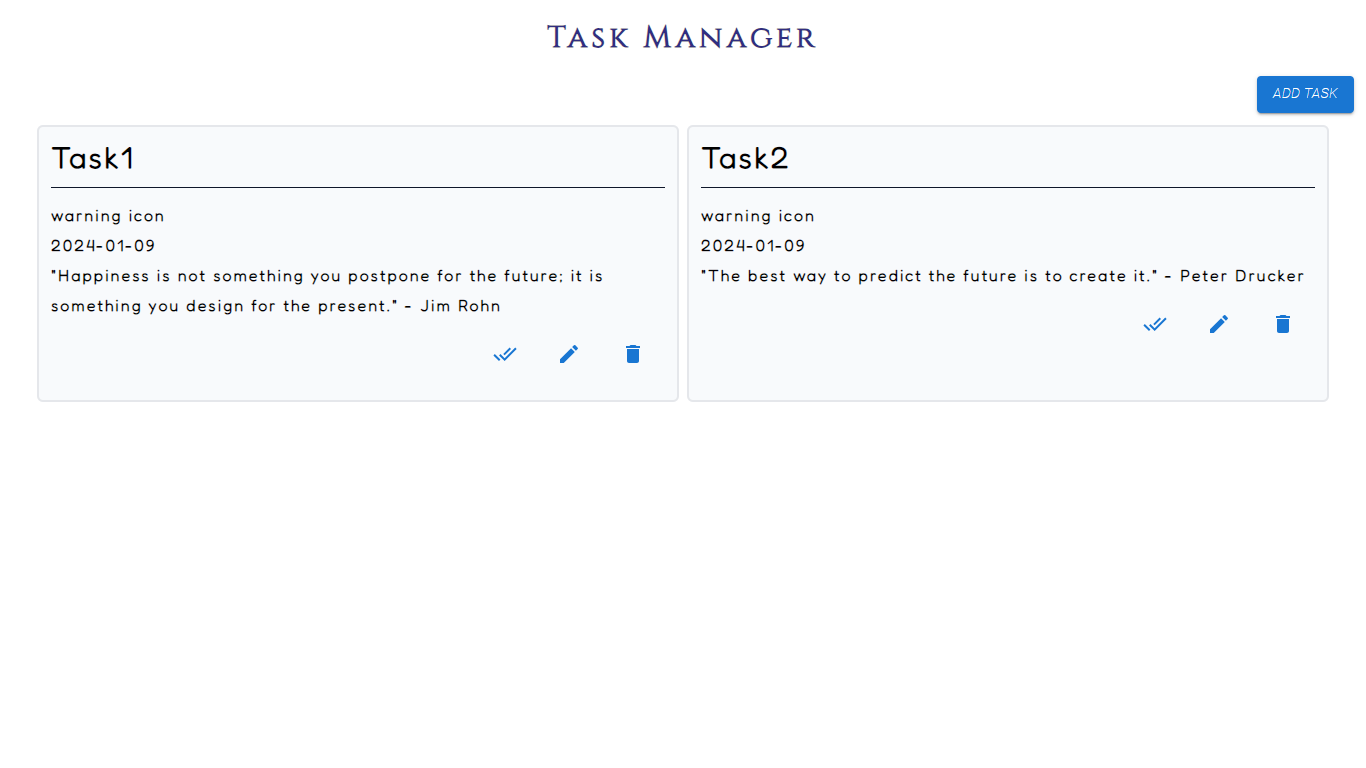 Task Manager
ADD TASK
Task1
warning icon
2024-01-09
"Happiness is not something you postpone for the future; it is
something you design for the present." - Jim Rohn
Task2
warning icon
2024-01-09
"The best way to predict the future is to create it." - Peter Drucker